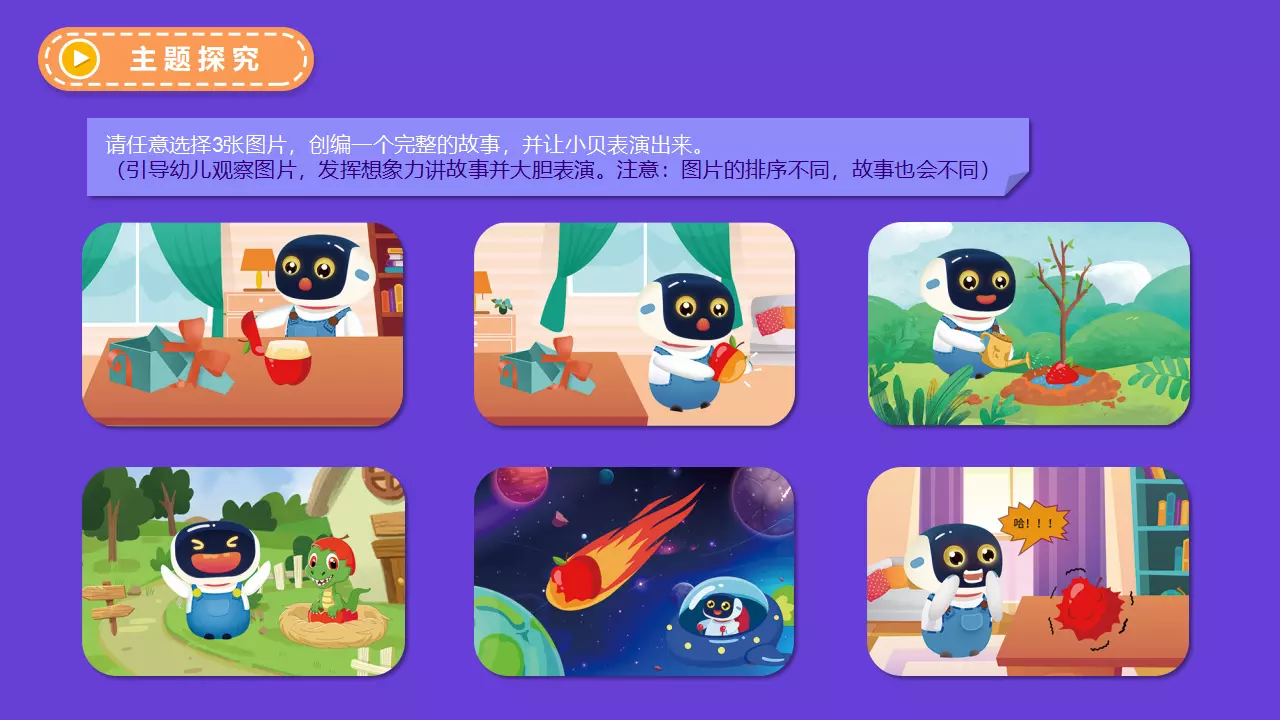 主题探究
请任意选择3张图片，创编一个完整的故事，并让小贝表演出来。
（引导幼儿观察图片，发挥想象力讲故事并大胆表演。注意：图片的排序不同，故事也会不同）
哈！！！